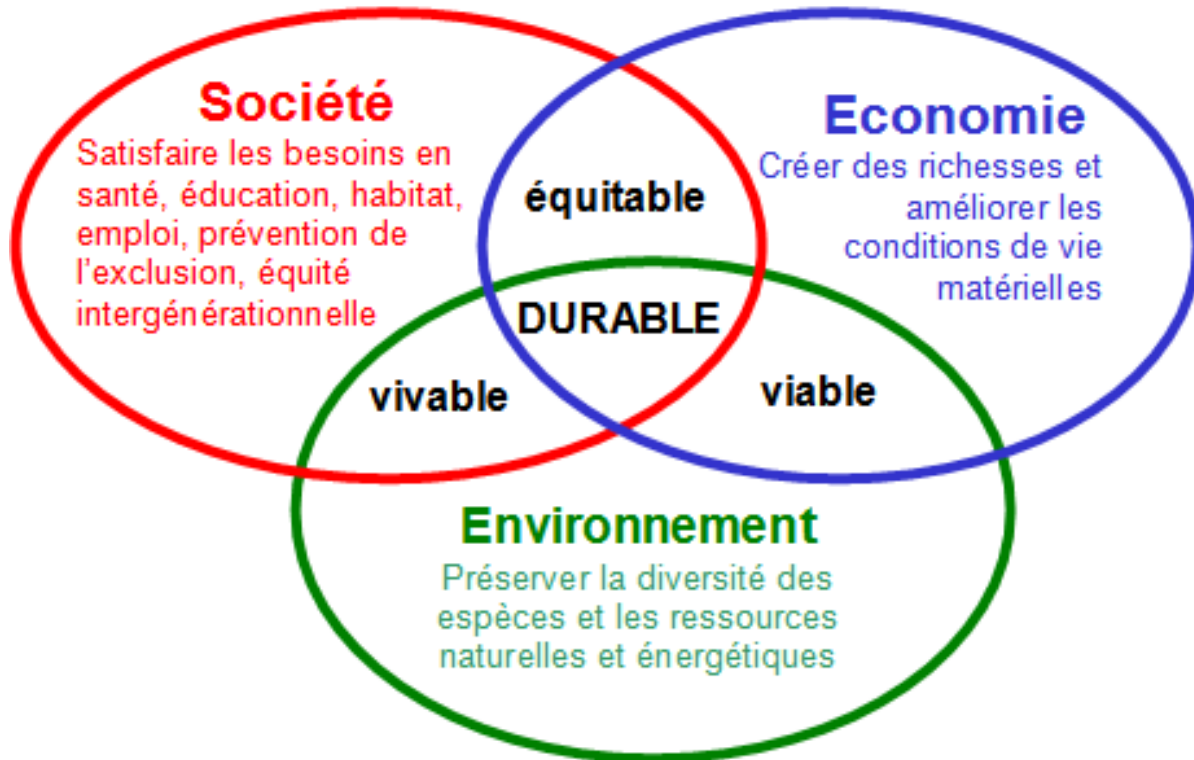 Société
Satisfaire les besoins en
santé, éducation, habitat,
emploi, prévention de
l'exclusion, équité
intergénérationnelle
Economie
Créer des richesses et
améliorer les
conditions de vie
matérielles
équitable
DURABLE
vivable
viable
Environnement
Préserver la diversité des
espèces et les ressources
naturelles et énergétiques